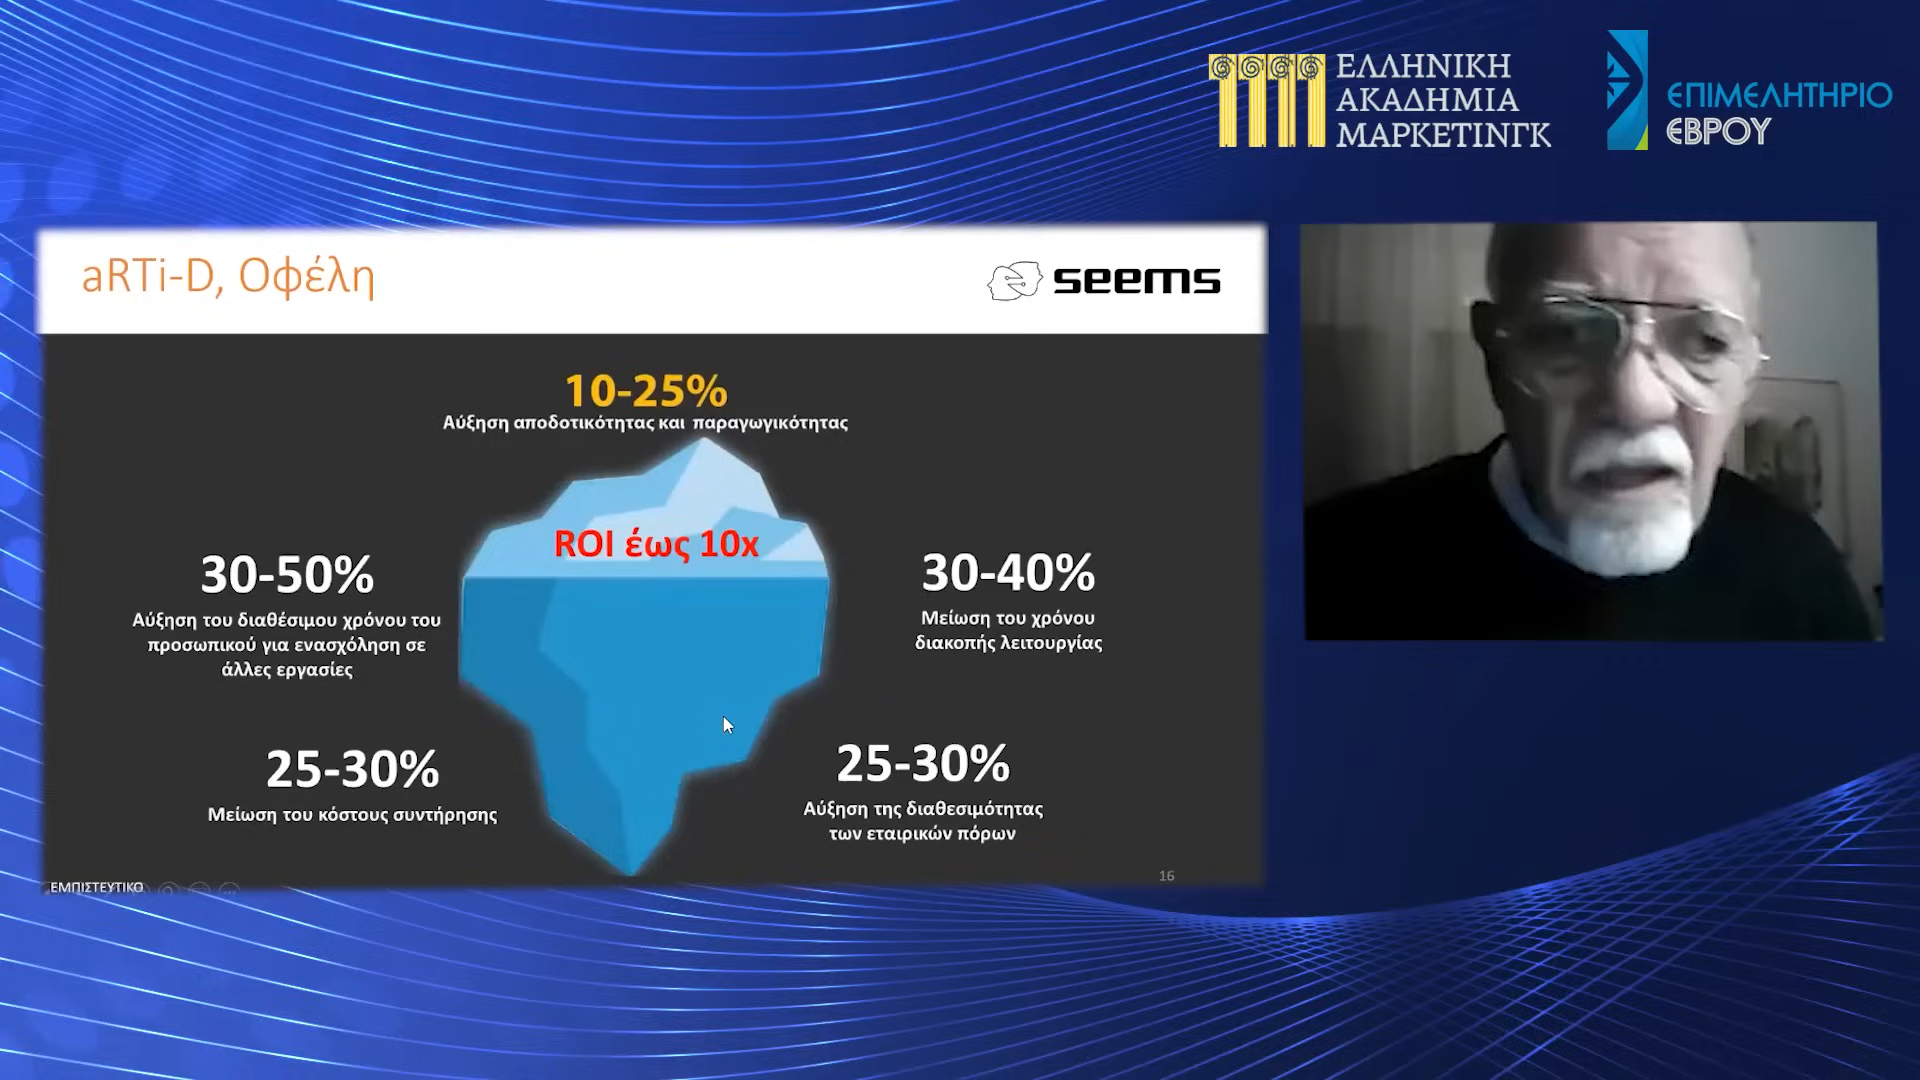 ΕΛΛΗΝΙΚΗ
ΑΚΑΔΗΜΙΑ
ΜΑΡΚΕΤΙΝΓΚ
ΕΠΙΜΕΛΗΤΗΡΙΟ
ΕΒΡΟΥ
aRTi-D, Οφέλη
seems
10-25%
Αύξηση αποδοτικότητας και παραγωγικότητας
ROI έως 10x
30-50%
Αύξηση του διαθέσιμου χρόνου του
προσωπικού για ενασχόληση σε
άλλες εργασίες
30-40%
Μείωση του χρόνου
διακοπής λειτουργίας
25-30%
Μείωση του κόστους συντήρησης
25-30%
Αύξηση της διαθεσιμότητας
των εταιρικών πόρων
ΕΜΠΙΣΤΕΥΤΙΚΟ
16